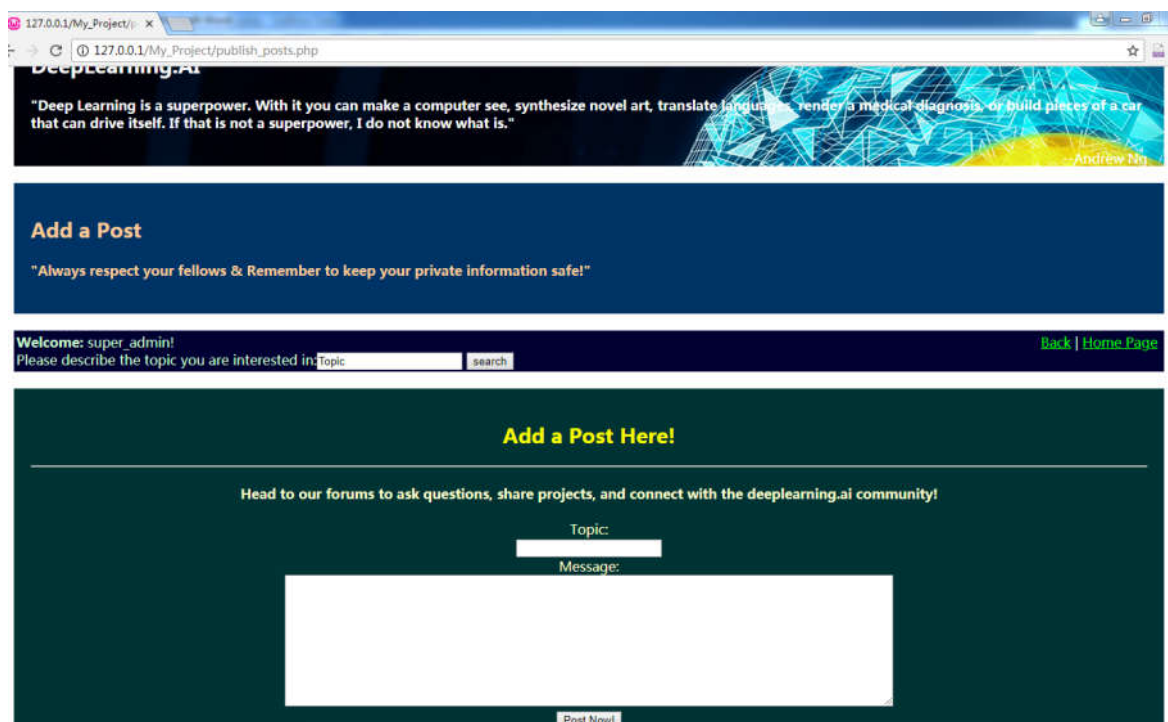 127.0.0.1/My_Project/p
127.0.0.1/My_Project/publish_posts.php
DeepLearning.AI
"Deep Learning is a superpower. With it you can make a computer see, synthesize novel art, translate languages, render a medical diagnosis, or build pieces of a car
that can drive itself. If that is not a superpower, I do not know what is."
--Andrew Ng
Add a Post
"Always respect your fellows & Remember to keep your private information safe!"
Welcome: super_admin!
Back | Home Page
Please describe the topic you are interested in:Topic search
Add a Post Here!
Head to our forums to ask questions, share projects, and connect with the deeplearning.ai community!
Topic:
Message:
Post Now!